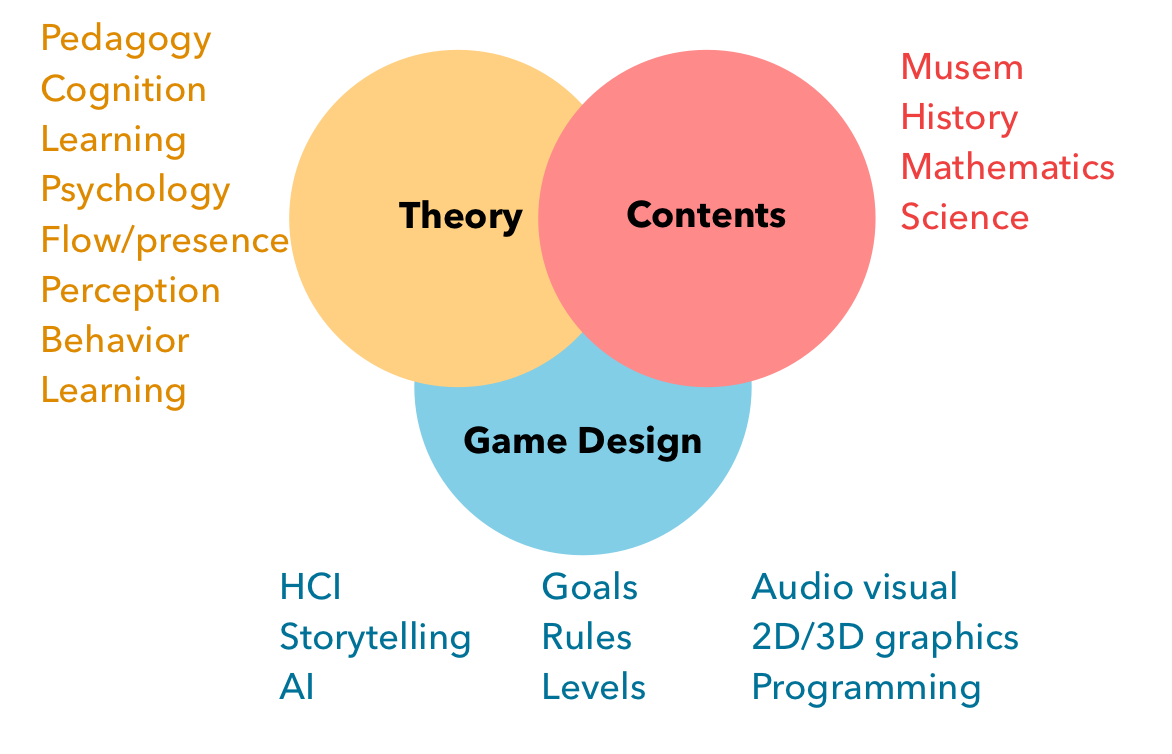 Pedagogy
Cognition
Learning
Psychology
Flow/presence
Perception
Behavior
Learning
Theory
Contents
Musem
History
Mathematics
Science
Game Design
HCI
Storytelling
AI
Goals
Rules
Levels
Audio visual
2D/3D graphics
Programming